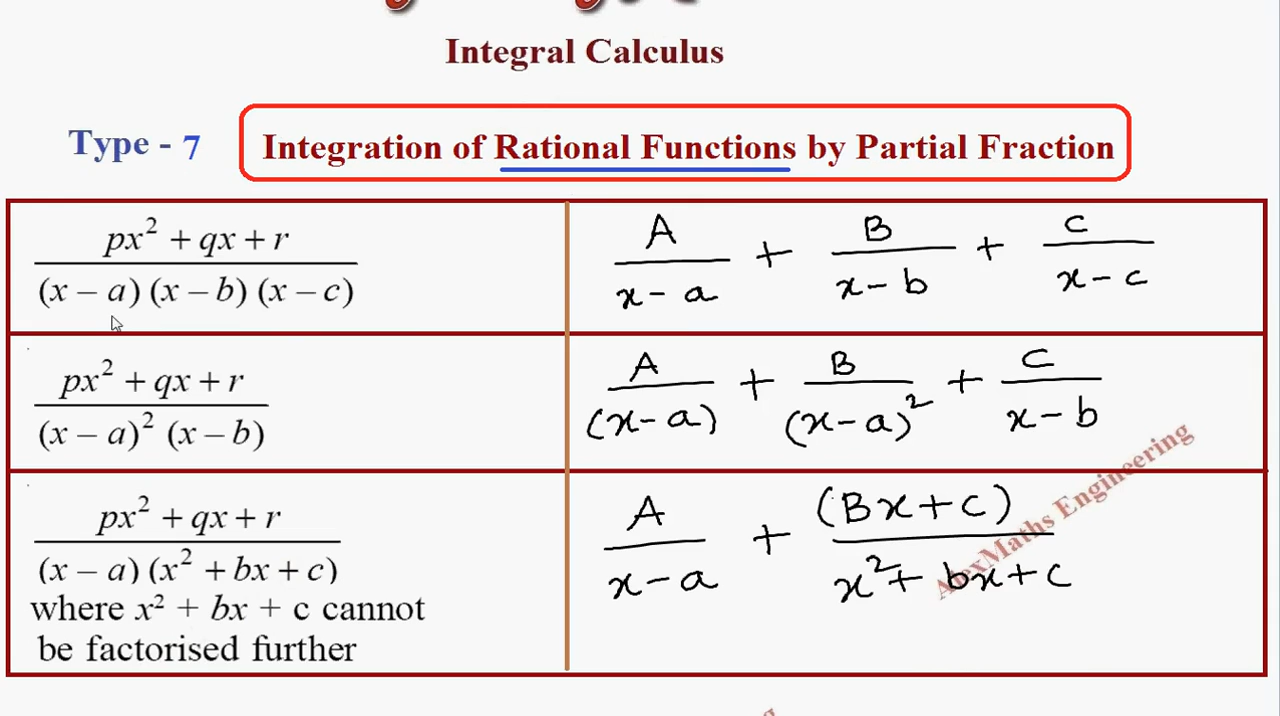 Integral Calculus
Type - 7 Integration of Rational Functions by Partial Fraction
px² + qx + r / (x – a) (x – b) (x – c)
A / x – a + B / x – b + C / x – c
px² + qx + r / (x – a)² (x – b)
A / (x – a) + B / (x – a)² + C / x – b
px² + qx + r / (x – a) (x² + bx + c)
where x² + bx + c cannot
be factorised further
A / x – a + (Bx + C) / x² + bx + c
AlexMaths Engineering